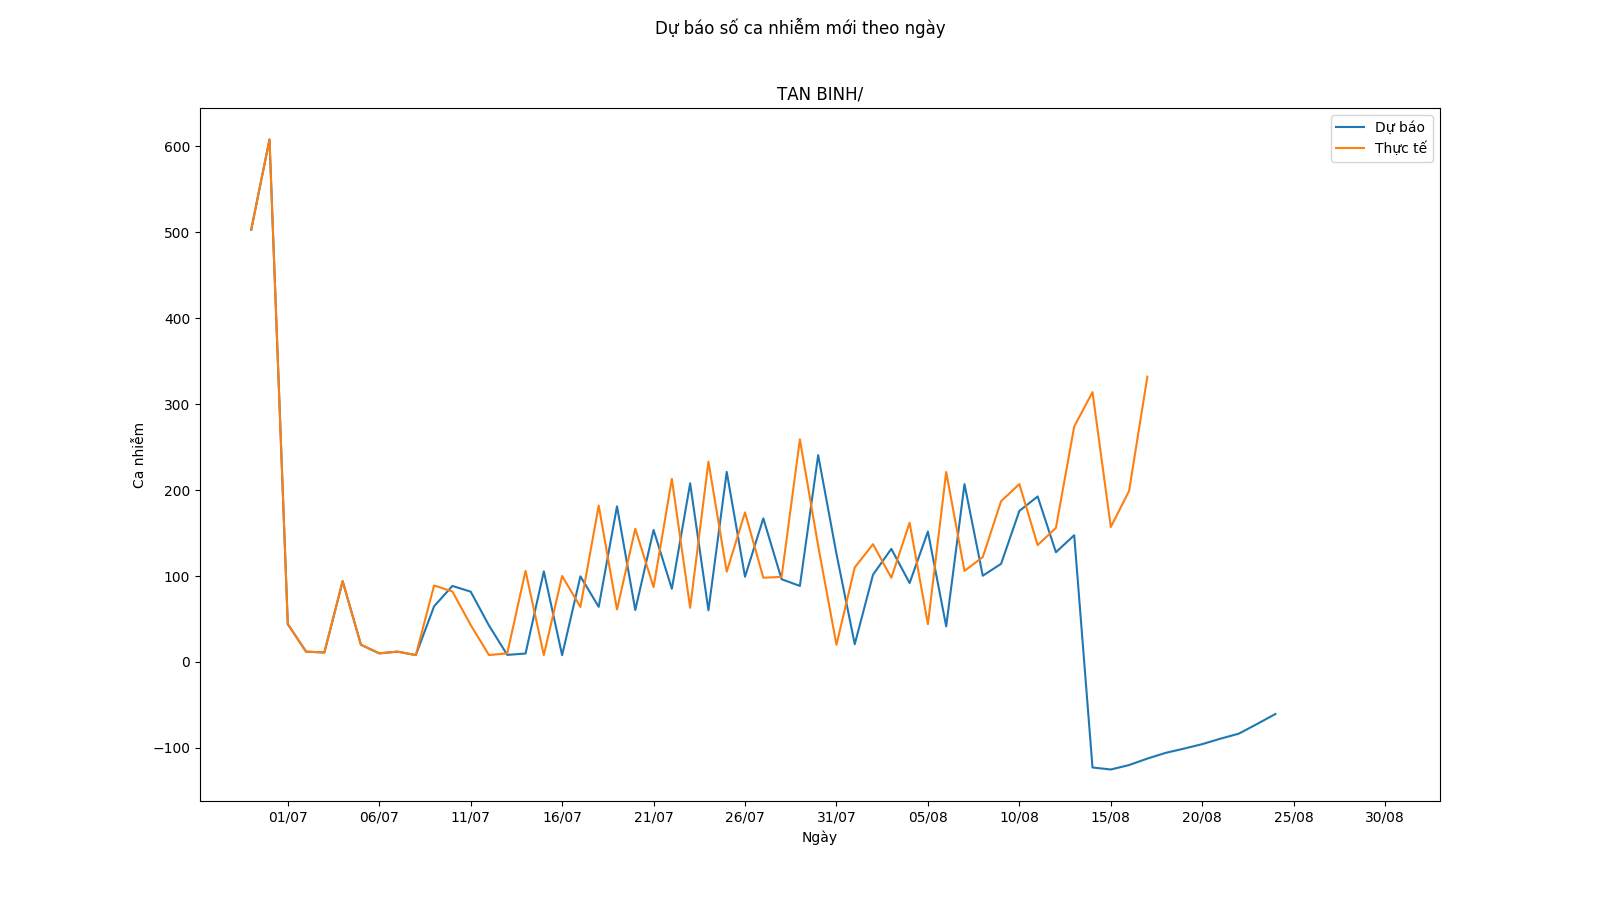 Dự báo số ca nhiễm mới theo ngày
TAN BINH/
Dự báo
Thực tế
600
500
400
300
200
100
0
−100
Ca nhiễm
01/07 06/07 11/07 16/07 21/07 26/07 31/07 05/08 10/08 15/08 20/08 25/08 30/08
Ngày